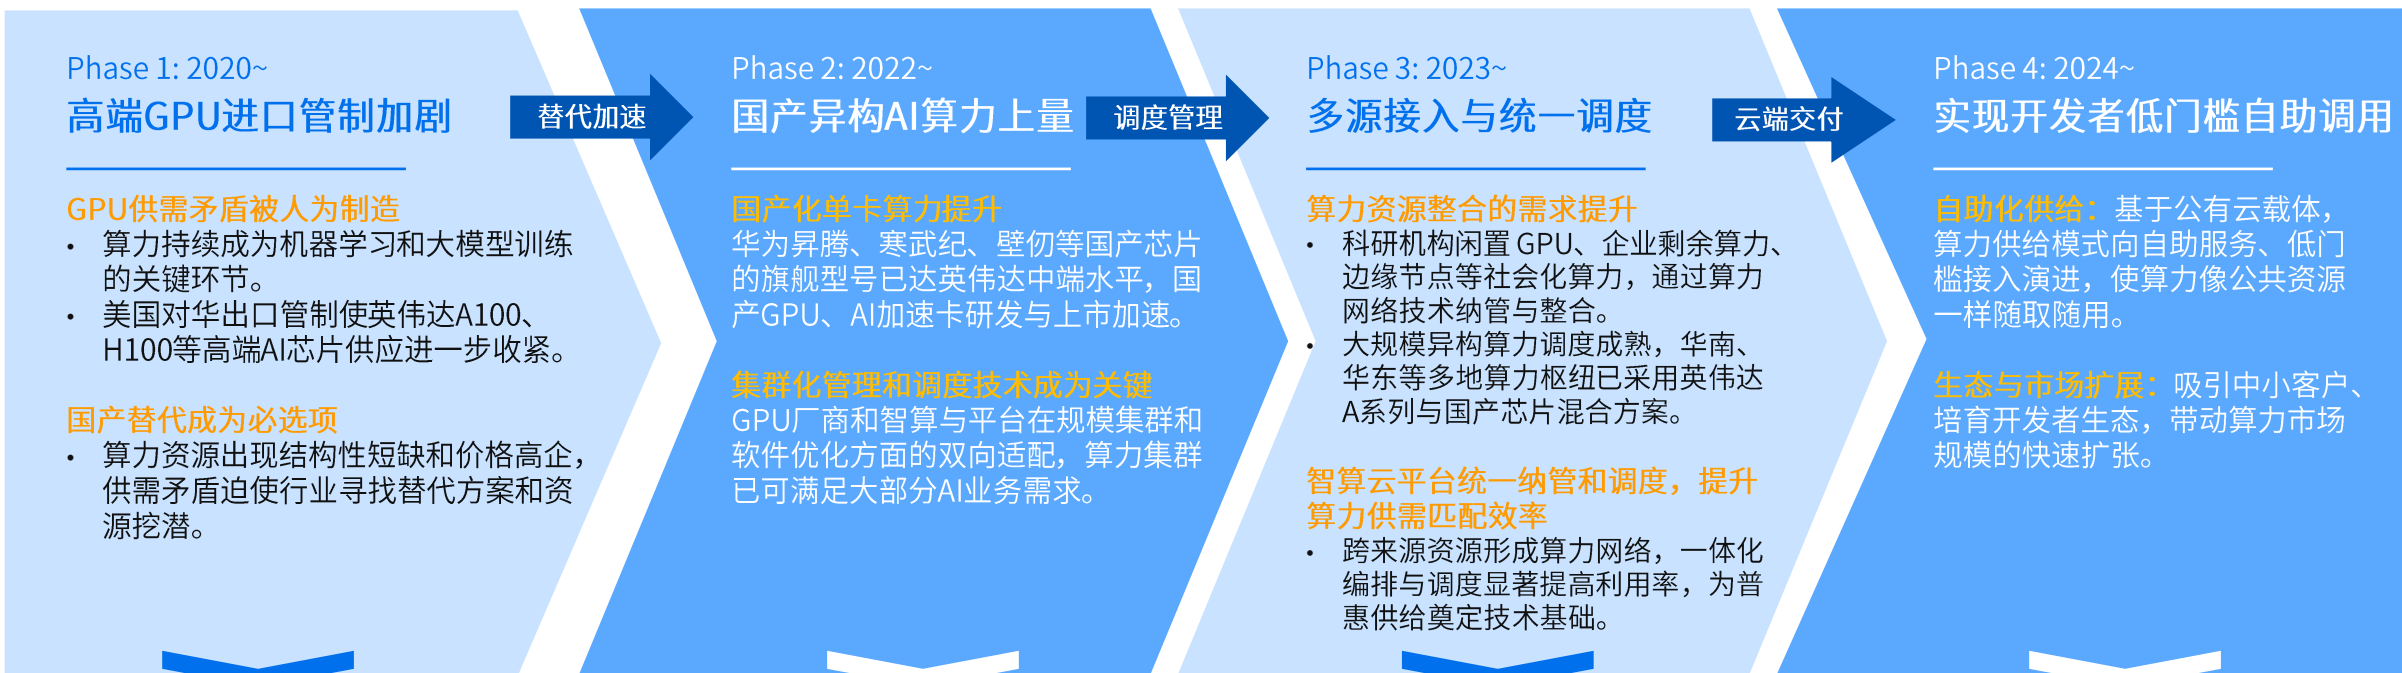 Phase 1: 2020~
高端GPU进口管制加剧
GPU供需矛盾被人为制造
• 算力持续成为机器学习和大模型训练
的关键环节。
• 美国对华出口管制使英伟达A100、
H100等高端AI芯片供应进一步收紧。
国产替代成为必选项
• 算力资源出现结构性短缺和价格高企，
供需矛盾迫使行业寻找替代方案和资
源挖潜。
替代加速
Phase 2: 2022~
国产异构AI算力上量
国产化单卡算力提升
华为昇腾、寒武纪、壁仞等国产芯片
的旗舰型号已达英伟达中端水平，国
产GPU、AI加速卡研发与上市加速。
集群化管理和调度技术成为关键
GPU厂商和智算与平台在规模集群和
软件优化方面的双向适配，算力集群
已可满足大部分AI业务需求。
调度管理
Phase 3: 2023~
多源接入与统一调度
算力资源整合的需求提升
• 科研机构闲置 GPU、企业剩余算力、
边缘节点等社会化算力，通过算力
网络技术纳管与整合。
• 大规模异构算力调度成熟，华南、
华东等多地算力枢纽已采用英伟达
A系列与国产芯片混合方案。
智算云平台统一纳管和调度，提升
算力供需匹配效率
• 跨来源资源形成算力网络，一体化
编排与调度显著提高利用率，为普
惠供给奠定技术基础。
云端交付
Phase 4: 2024~
实现开发者低门槛自助调用
自助化供给：基于公有云载体，
算力供给模式向自助服务、低门
槛接入演进，使算力像公共资源
一样随取随用。
生态与市场扩展：吸引中小客户、
培育开发者生态，带动算力市场
规模的快速扩张。